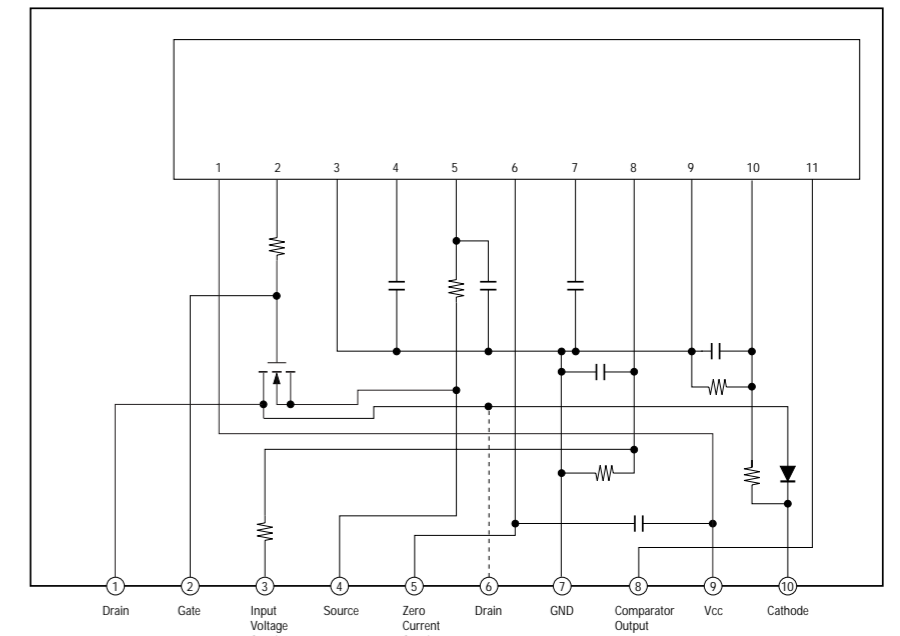 1 2 3 4 5 6 7 8 9 10 11
1 2 3 4 5 6 7 8 9 10
Drain Gate Input Source Zero Drain GND Comparator Vcc Cathode
Voltage Current Output